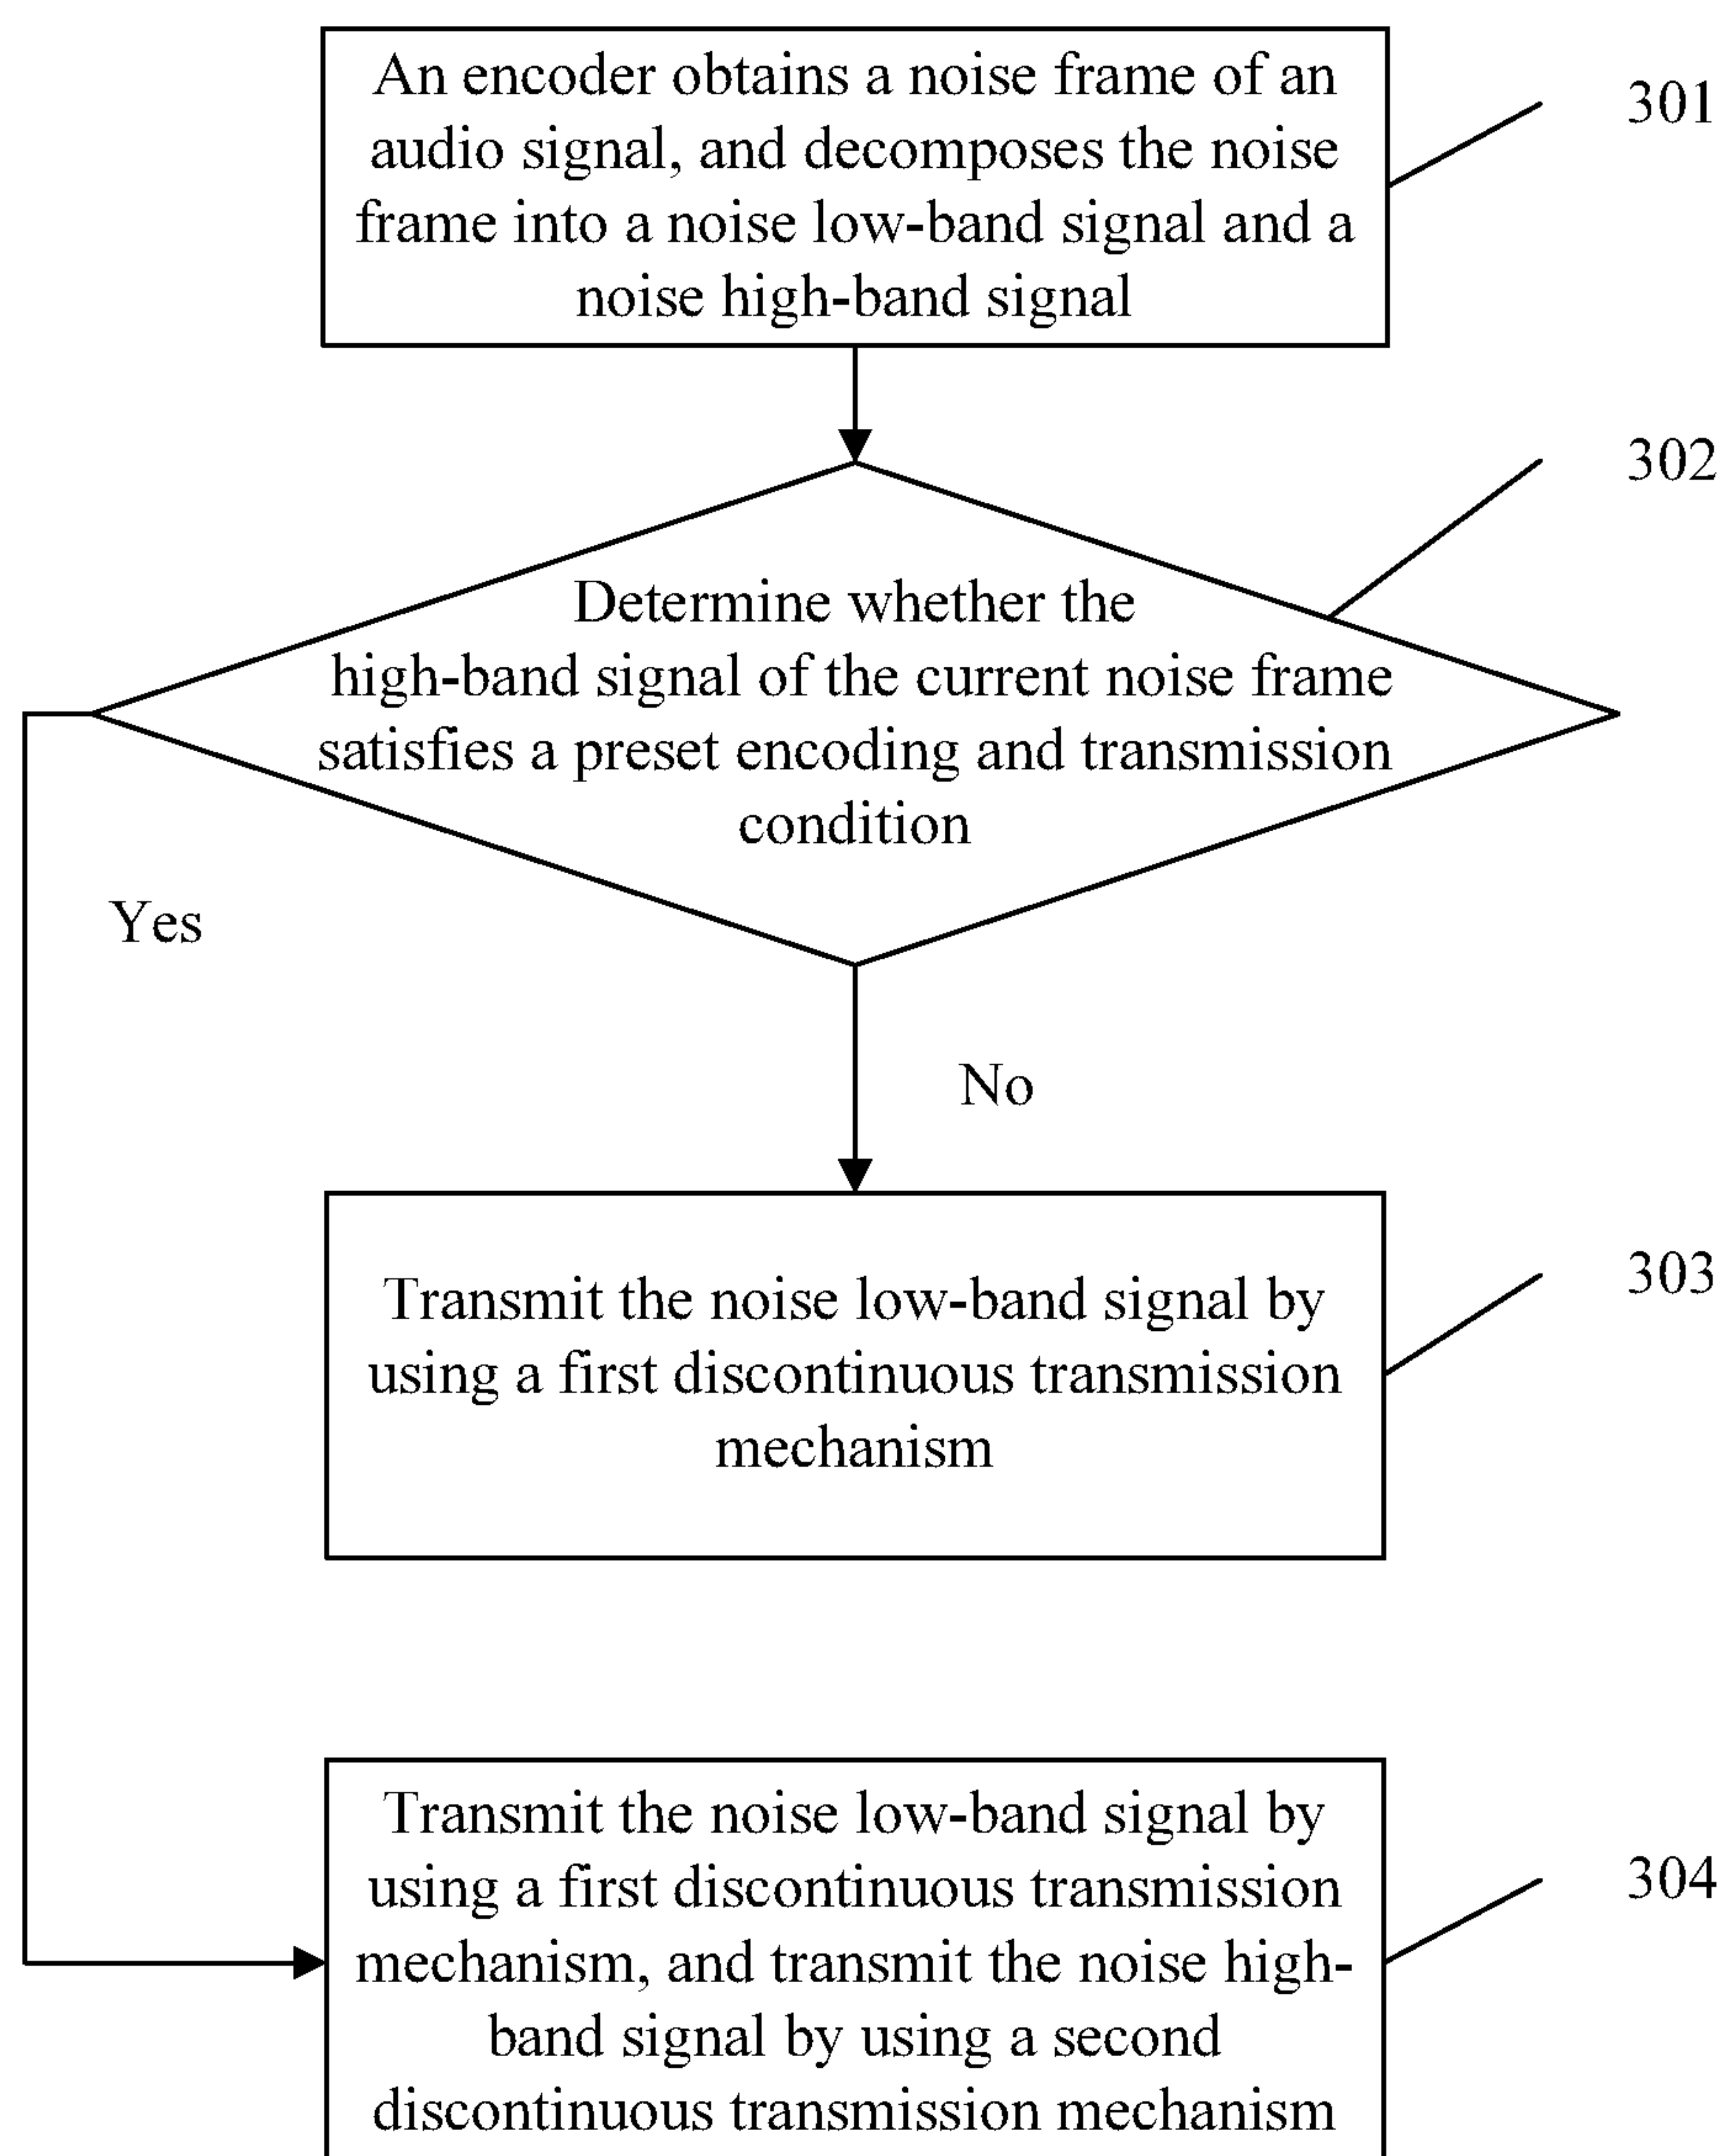 An encoder obtains a noise frame of an
audio signal, and decomposes the noise
frame into a noise low-band signal and a
noise high-band signal
301
302
Determine whether the
high-band signal of the current noise frame
satisfies a preset encoding and transmission
condition
Yes
No
Transmit the noise low-band signal by
using a first discontinuous transmission
mechanism
303
Transmit the noise low-band signal by
using a first discontinuous transmission
mechanism, and transmit the noise high-
band signal by using a second
discontinuous transmission mechanism
304